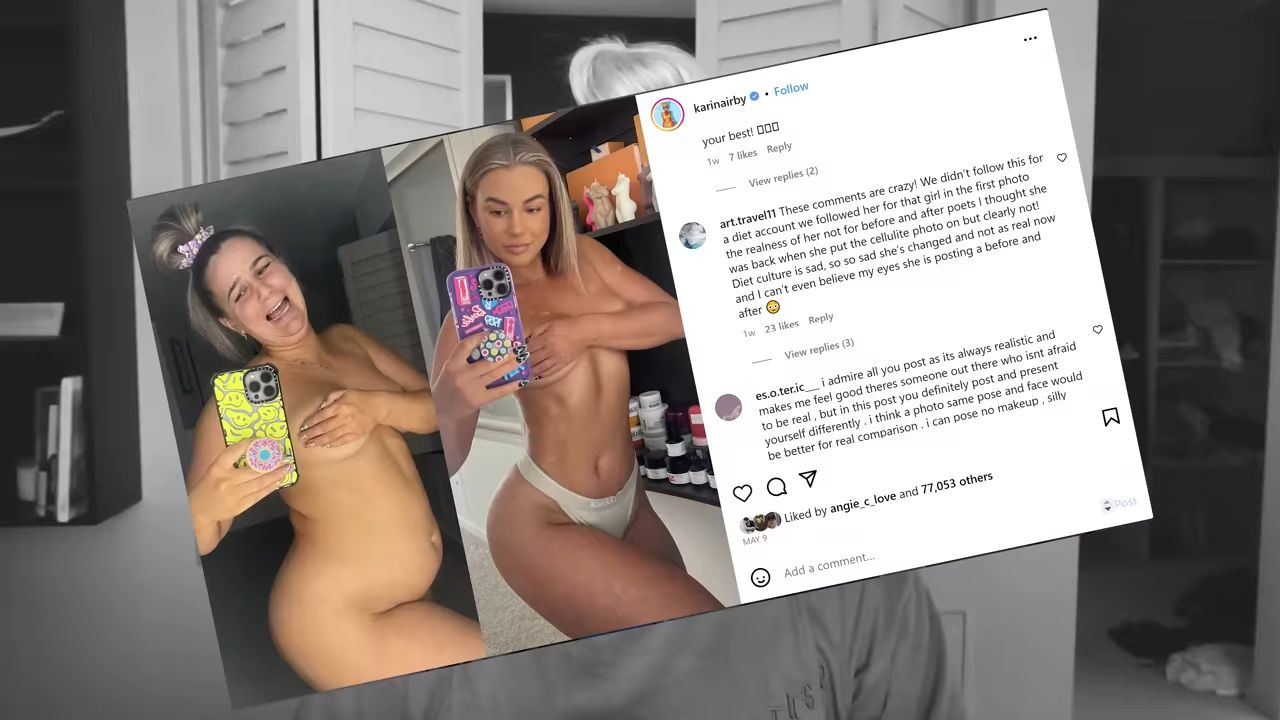 karinairby • Follow
your best! ▯▯▯
1w 7 likes Reply
View replies (2)
art.travel11 These comments are crazy! We didn't follow this for
a diet account we followed her for that girl in the first photo
the realness of her not for before and after poets I thought she
was back when she put the cellulite photo on but clearly not!
Diet culture is sad, so so sad she's changed and not as real now
and I can't even believe my eyes she is posting a before and
after 😳
1w 23 likes Reply
View replies (3)
es.o.ter.ic__ i admire all you post as its always realistic and
makes me feel good theres someone out there who isnt afraid
to be real , but in this post you definitely post and present
yourself differently . i think a photo same pose and face would
be better for real comparison . i can pose no makeup , silly
Liked by angie_c_love and 77,053 others
MAY 9
Add a comment...
Post